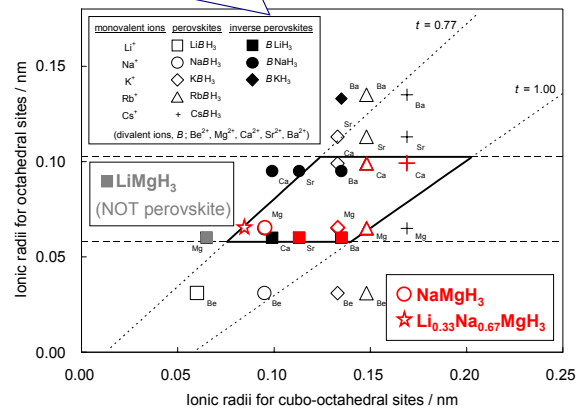 monovalent ions perovskites inverse perovskites
Li⁺ LiBH₃ BLiH₃
Na⁺ NaBH₃ BNaH₃
K⁺ KBH₃ BKH₃
Rb⁺ RbBH₃
Cs⁺ CsBH₃
(divalent ions, B ; Be²⁺, Mg²⁺, Ca²⁺, Sr²⁺, Ba²⁺)
t = 0.77
t = 1.00
Ionic radii for octahedral sites / nm
0.15
0.10
0.05
0.00
Ba Ba Ba
Sr Sr Sr
Ca Ca Ca
Ca Sr Ba
LiMgH₃
(NOT perovskite)
Mg Mg Mg
Mg Ca Sr Ba Mg Mg
Be Be Be Be
NaMgH₃
Li₀.₃₃Na₀.₆₇MgH₃
0.00 0.05 0.10 0.15 0.20 0.25
Ionic radii for cubo-octahedral sites / nm